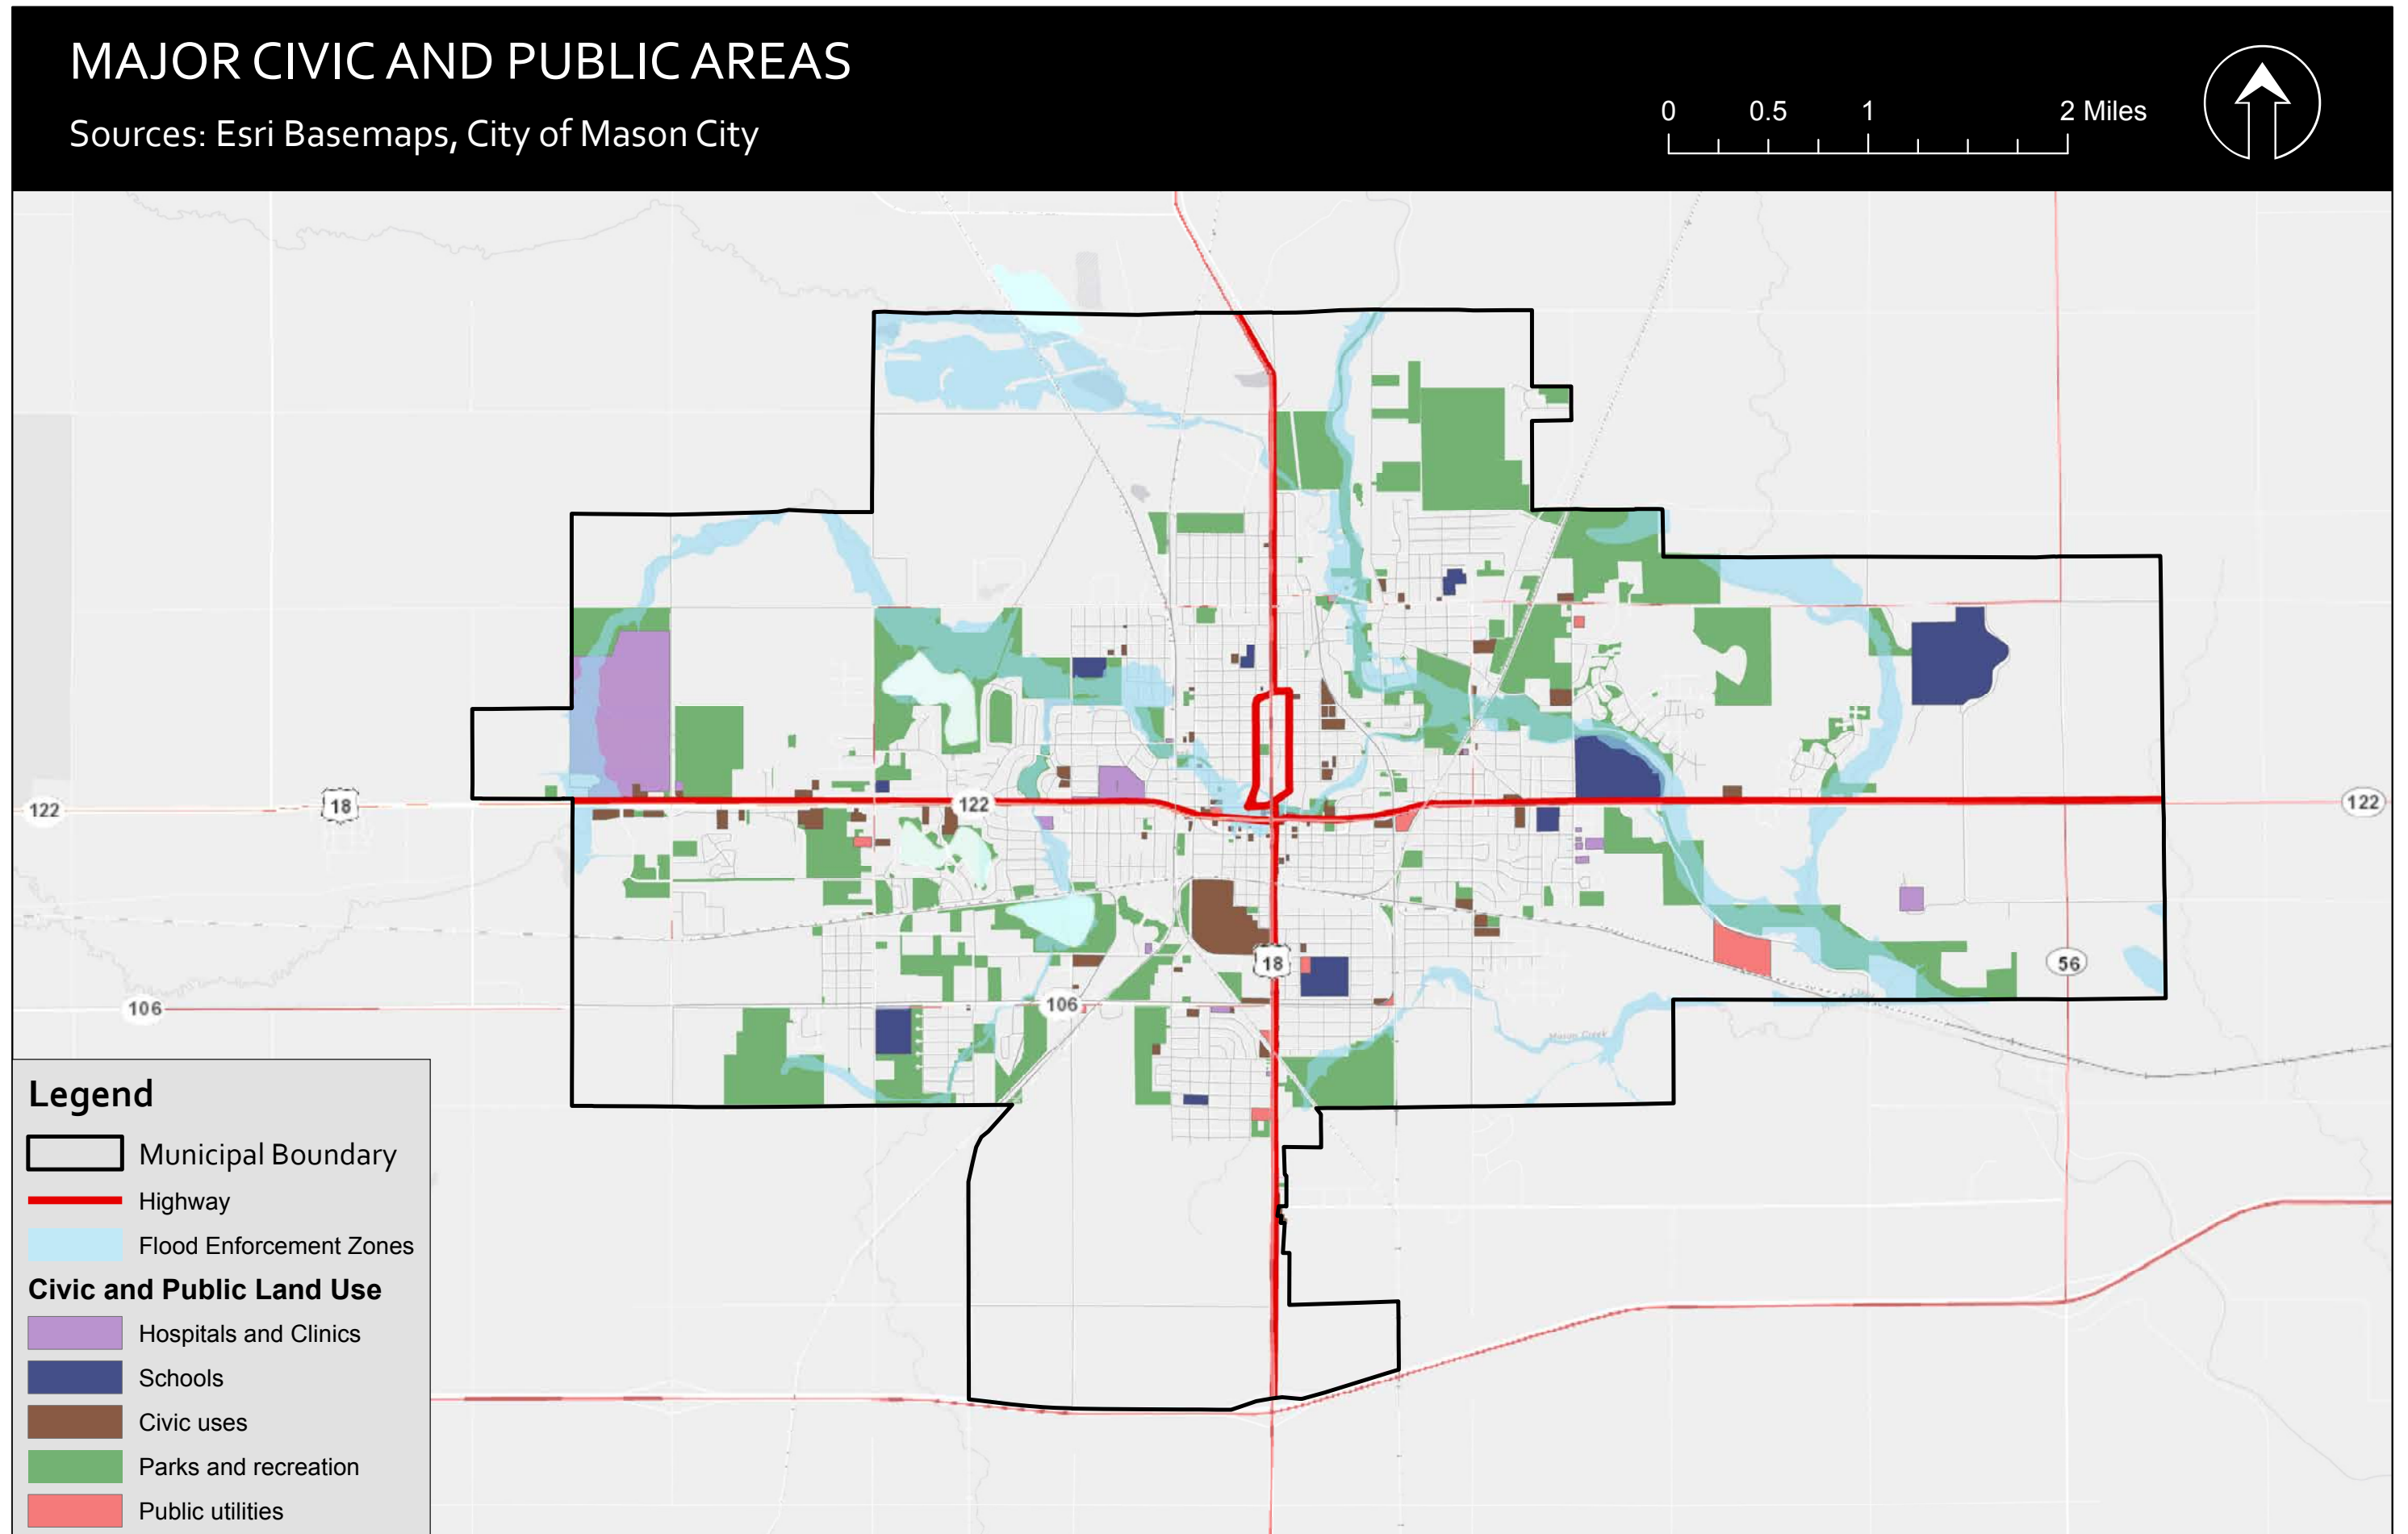 MAJOR CIVIC AND PUBLIC AREAS
Sources: Esri Basemaps, City of Mason City
0 0.5 1 2 Miles
122
18
122
122
18
56
106
106
Mason Creek
Legend
Municipal Boundary
Highway
Flood Enforcement Zones
Civic and Public Land Use
Hospitals and Clinics
Schools
Civic uses
Parks and recreation
Public utilities